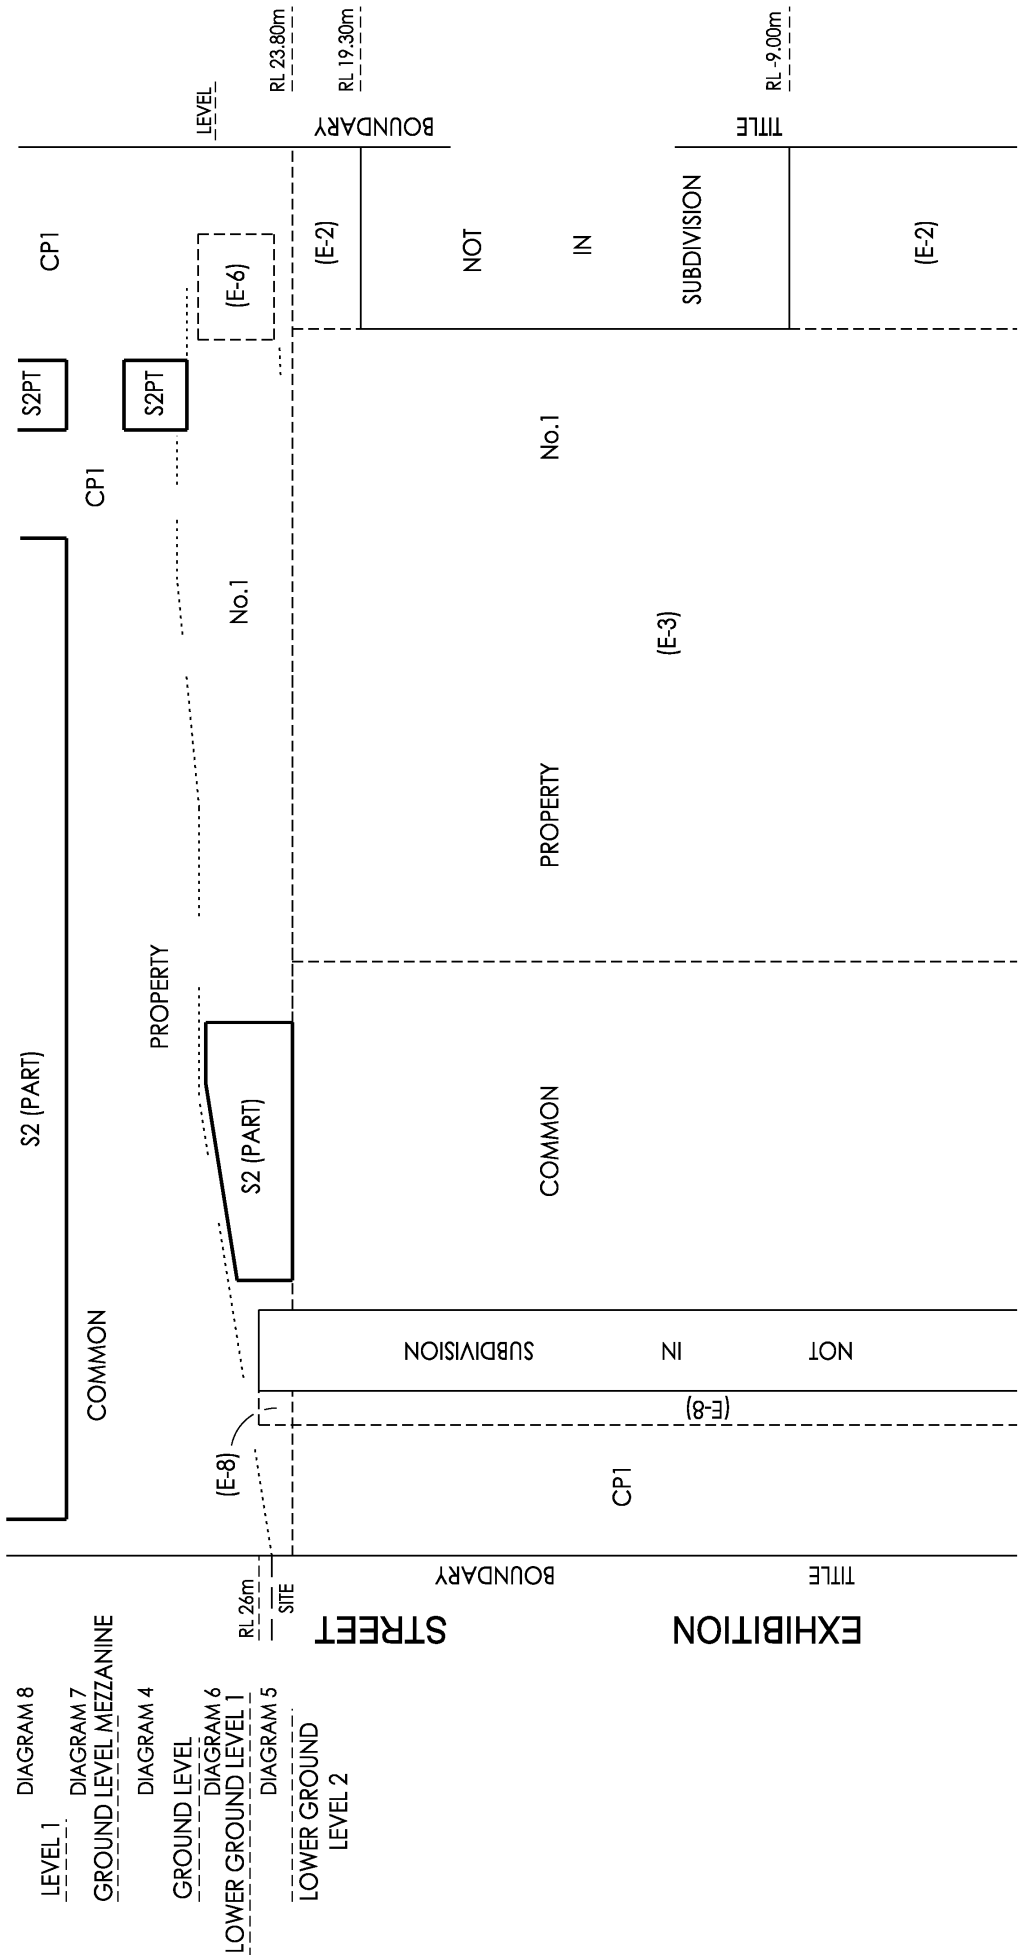 DIAGRAM 8
LEVEL 1
DIAGRAM 7
GROUND LEVEL MEZZANINE
DIAGRAM 4
GROUND LEVEL
DIAGRAM 6
LOWER GROUND LEVEL 1
DIAGRAM 5
LOWER GROUND
LEVEL 2
RL 26m
SITE
STREET
EXHIBITION
BOUNDARY
TITLE
S2 (PART)
S2PT
CP1
COMMON
PROPERTY
CP1
S2PT
(E-8)
S2 (PART)
No.1
(E-6)
LEVEL
RL 23.80m
(E-2)
RL 19.30m
BOUNDARY
SUBDIVISION
IN
NOT
(E-8)
CP1
COMMON
PROPERTY
No.1
(E-3)
NOT
IN
SUBDIVISION
TITLE
RL -9.00m
(E-2)